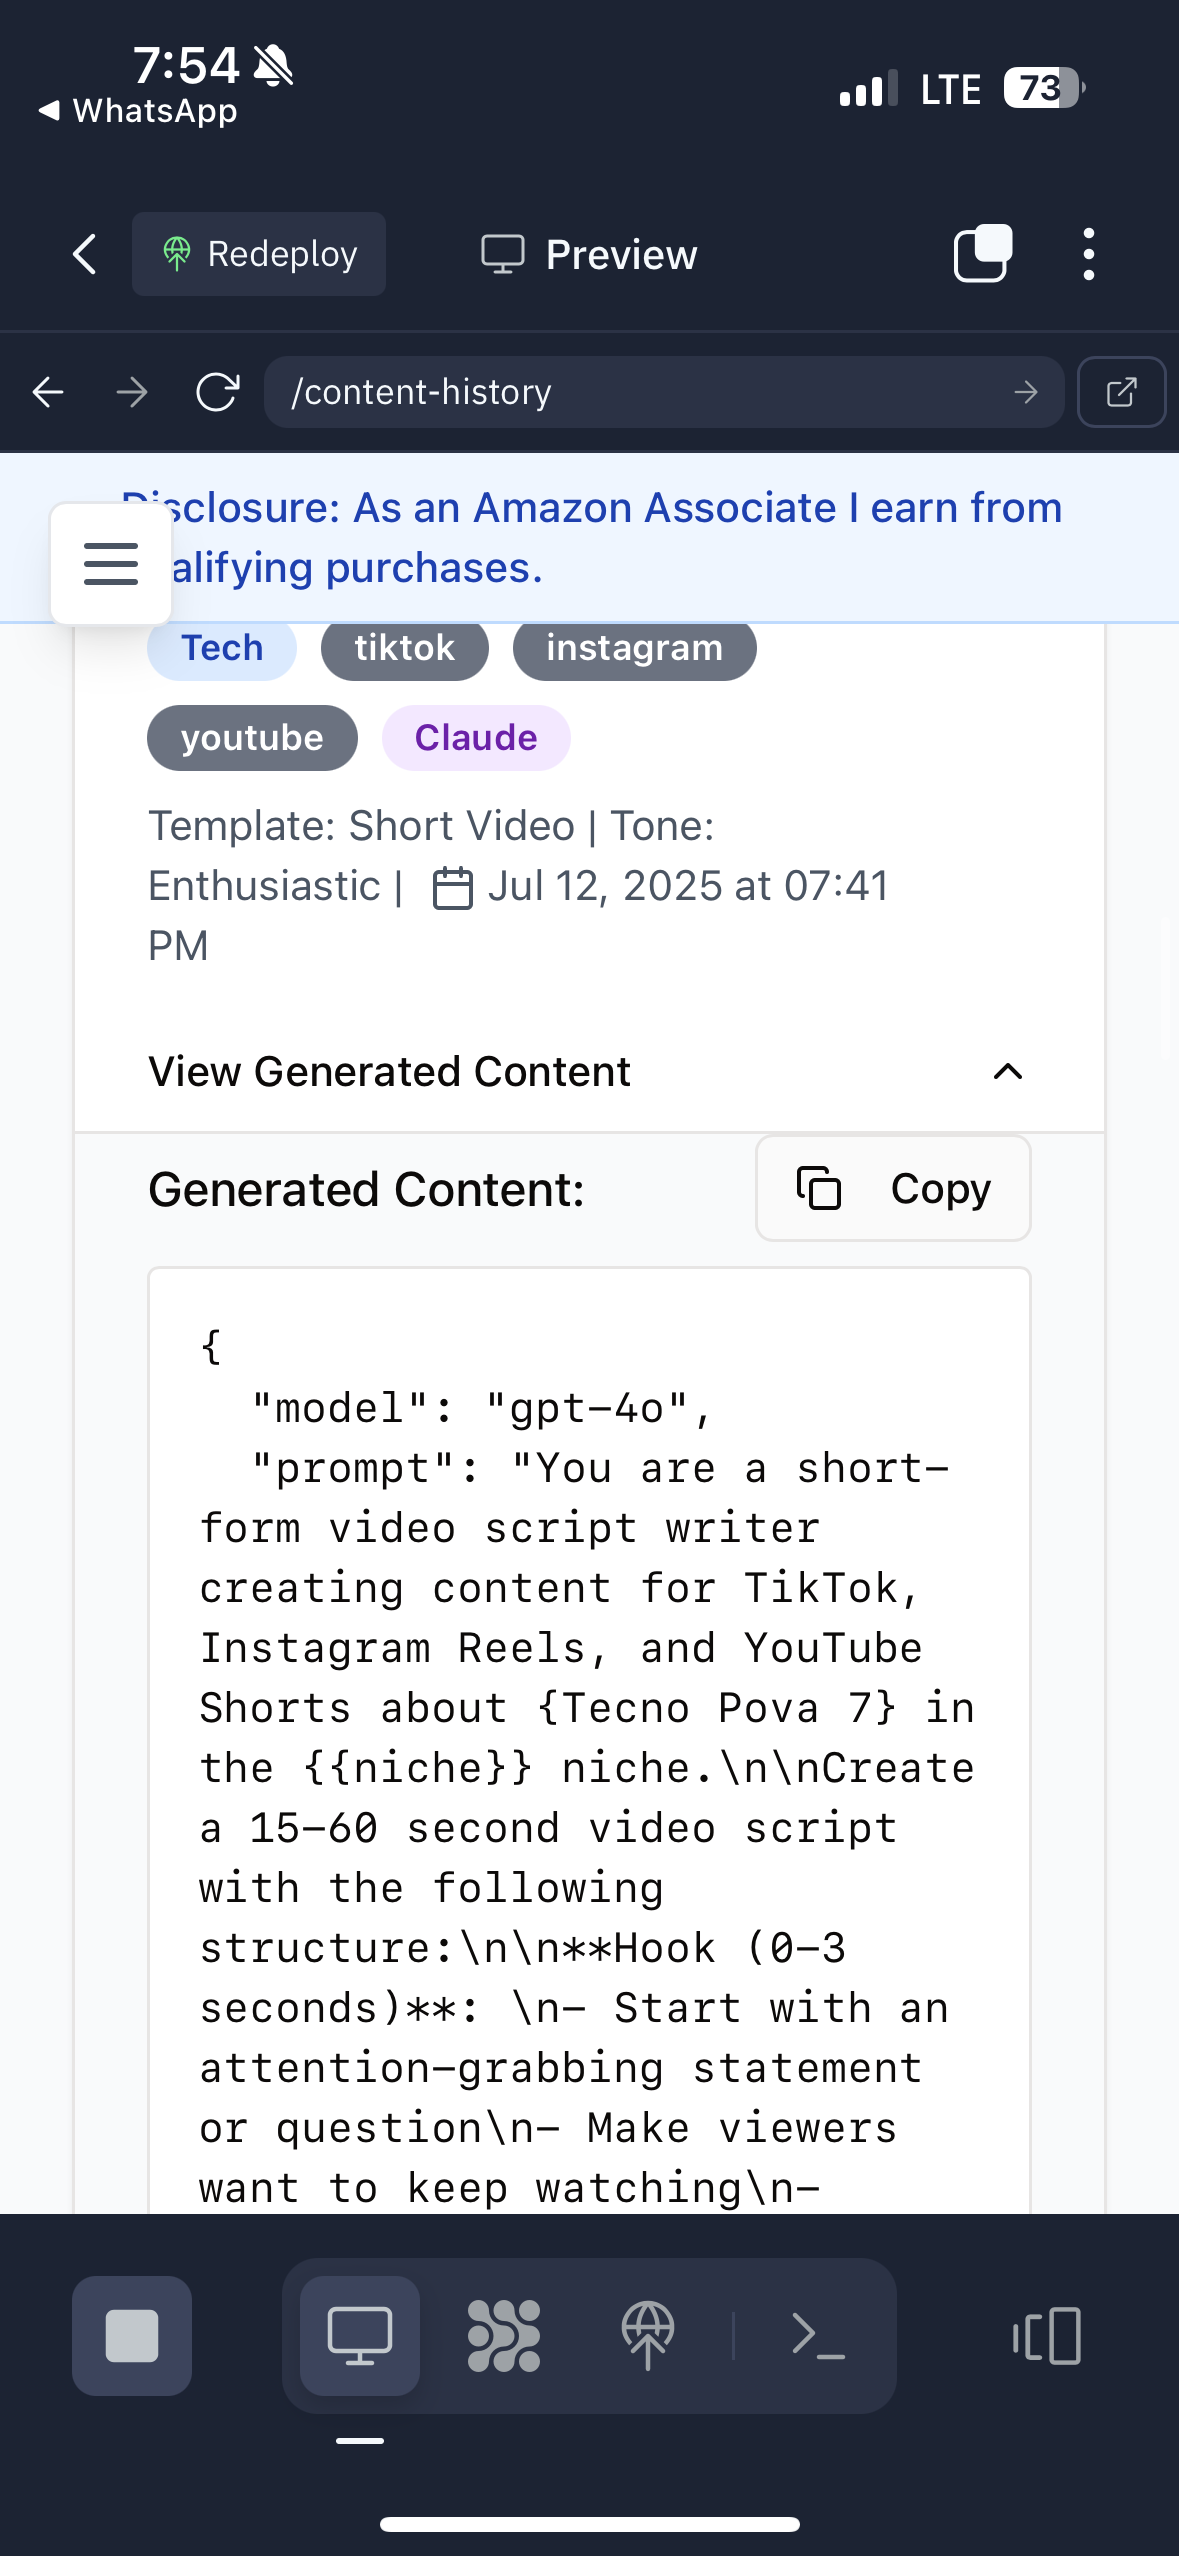 7:54
WhatsApp
LTE 73
Redeploy
Preview
/content-history
Disclosure: As an Amazon Associate I earn from
alifying purchases.
Tech tiktok instagram
youtube Claude
Template: Short Video | Tone:
Enthusiastic | Jul 12, 2025 at 07:41
PM
View Generated Content
Generated Content:
Copy
{
"model": "gpt-4o",
"prompt": "You are a short-
form video script writer
creating content for TikTok,
Instagram Reels, and YouTube
Shorts about {Tecno Pova 7} in
the {{niche}} niche.\n\nCreate
a 15-60 second video script
with the following
structure:\n\n**Hook (0-3
seconds)**: \n- Start with an
attention-grabbing statement
or question\n- Make viewers
want to keep watching\n-